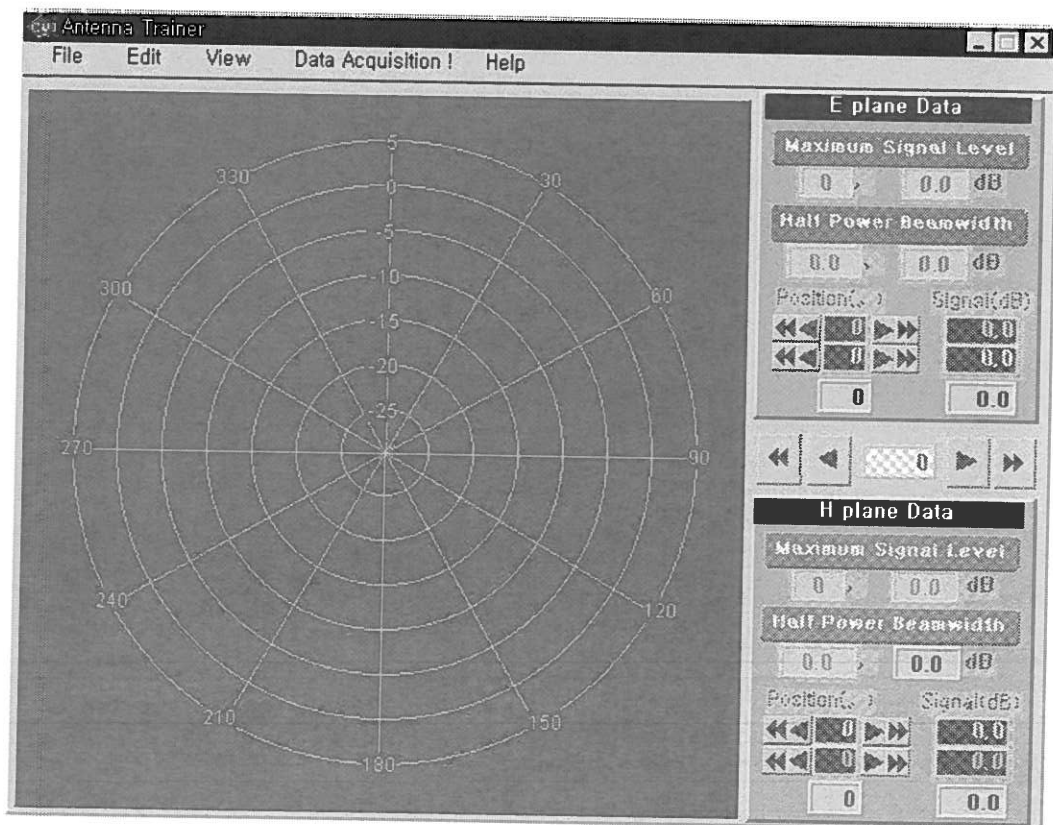 Antenna Trainer
File Edit View Data Acquisition ! Help
5
0
-5
-10
-15
-20
-25
30
60
90
120
150
180
210
240
270
300
330
E plane Data
Maximum Signal Level
0 0.0 dB
Half Power Beamwidth
0.0 0.0 dB
Position( ) Signal(dB)
0 0.0
0 0.0
0 0.0
0
H plane Data
Maximum Signal Level
0 0.0 dB
Half Power Beamwidth
0.0 0.0 dB
Position( ) Signal(dB)
0 0.0
0 0.0
0 0.0